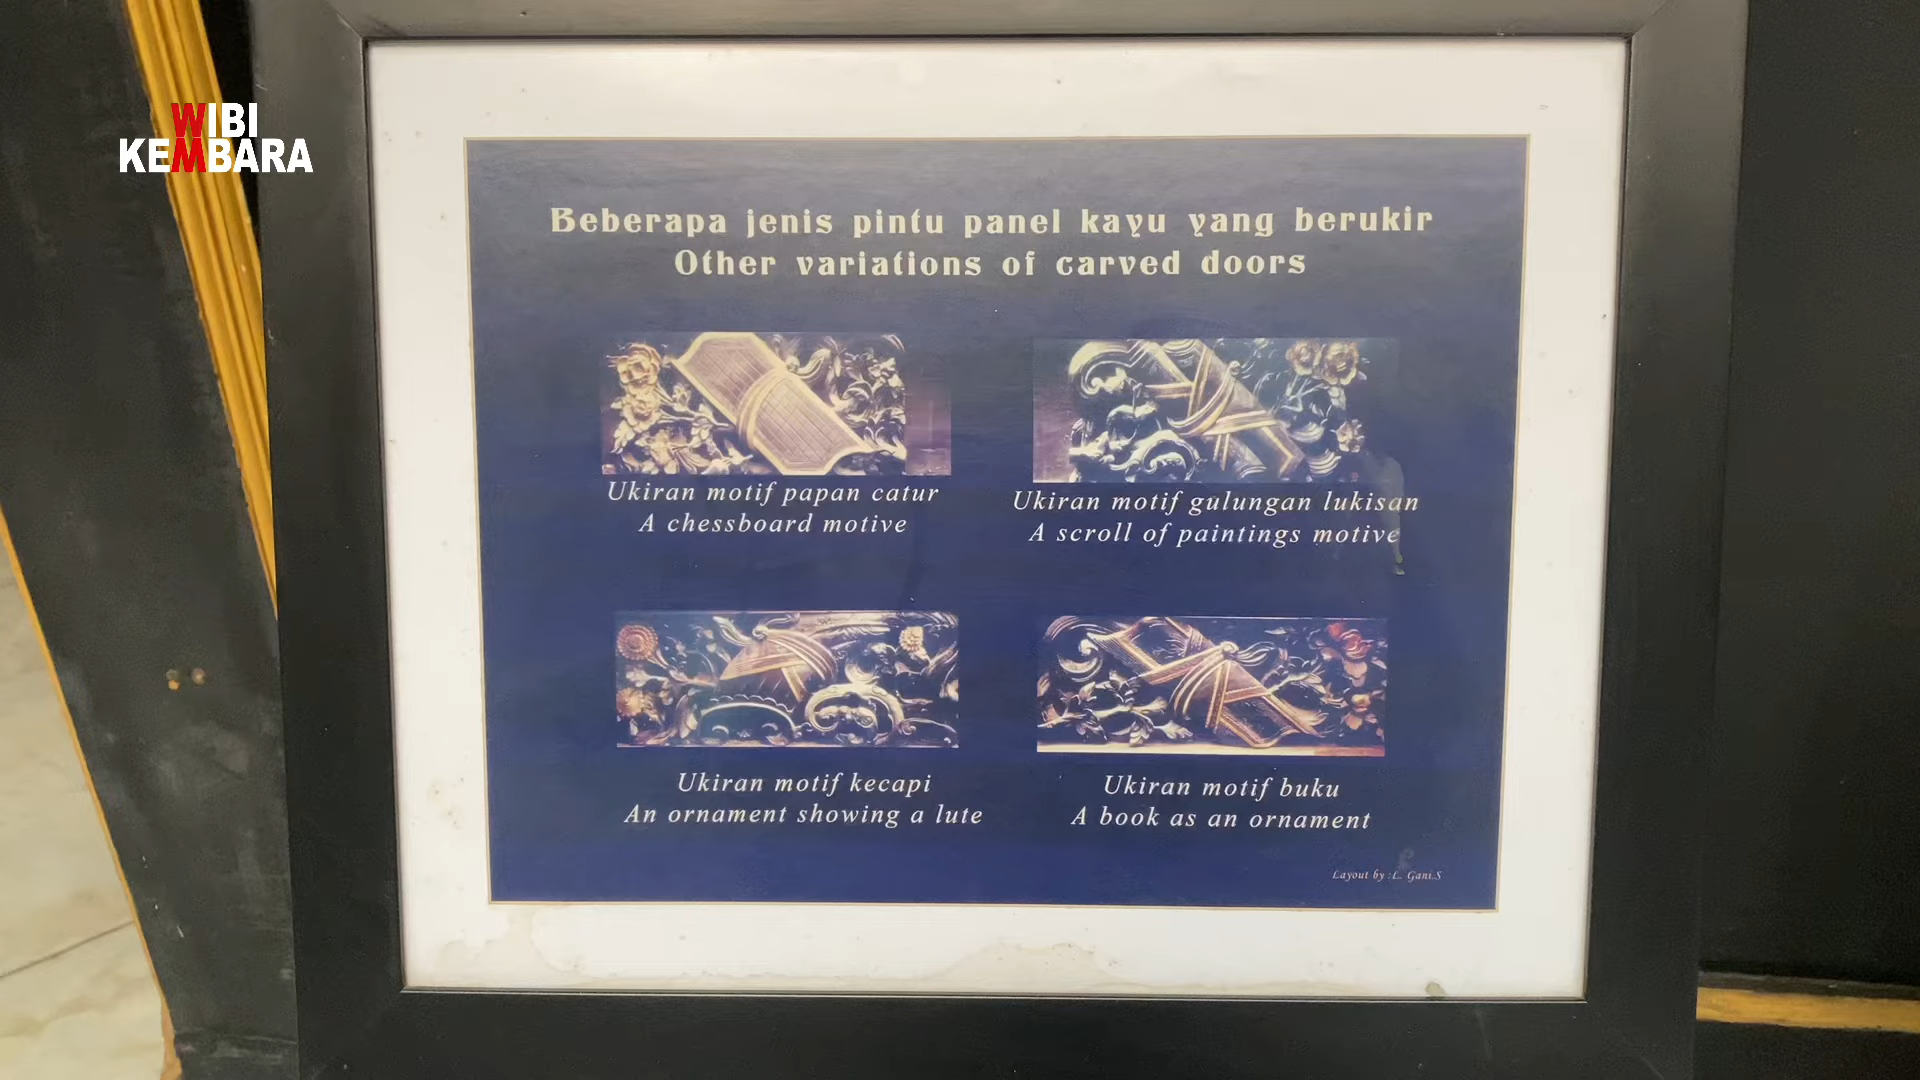 WIBI
KEMBARA
Beberapa jenis pintu panel kayu yang berukir
Other variations of carved doors
Ukiran motif papan catur
A chessboard motive
Ukiran motif gulungan lukisan
A scroll of paintings motive
Ukiran motif kecapi
An ornament showing a lute
Ukiran motif buku
A book as an ornament
Layout by :L. Gani.S